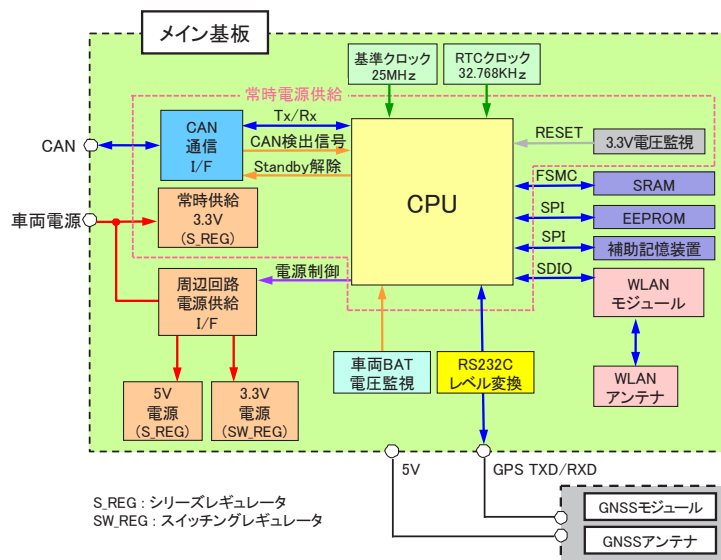 メイン基板
基準クロック
25MHz
RTCクロック
32.768KHz
常時電源供給
CAN
CAN
通信
I/F
Tx/Rx
CAN検出信号
Standby解除
CPU
RESET
3.3V電圧監視
FSMC
SRAM
SPI
EEPROM
SPI
補助記憶装置
SDIO
WLAN
モジュール
WLAN
アンテナ
車両電源
常時供給
3.3V
(S_REG)
周辺回路
電源供給
I/F
電源制御
5V
電源
(S_REG)
3.3V
電源
(SW_REG)
車両BAT
電圧監視
RS232C
レベル変換
5V
GPS TXD/RXD
S_REG : シリーズレギュレータ
SW_REG : スイッチングレギュレータ
GNSSモジュール
GNSSアンテナ